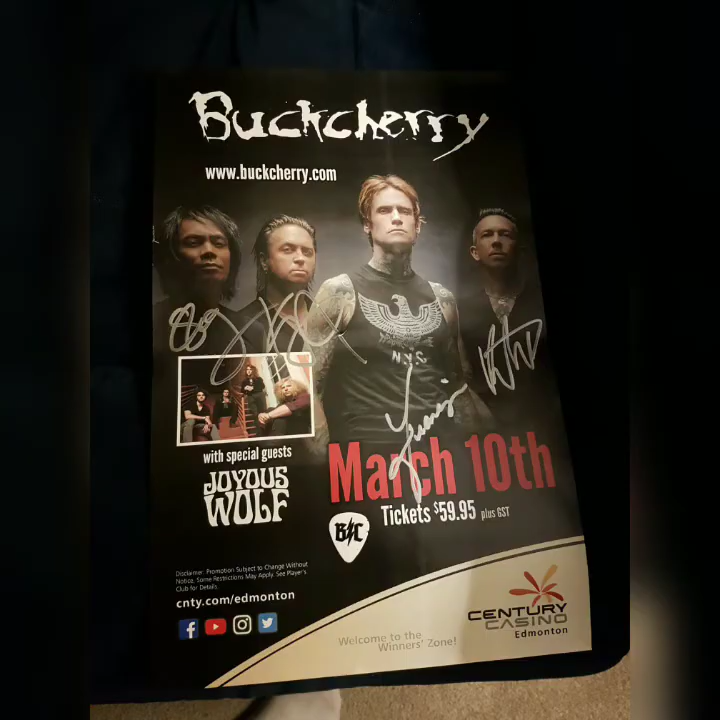 Buckcherry
www.buckcherry.com
N.Y.C.
with special guests
JOYOUS
WOLF
March 10th
Tickets $59.95 plus GST
B/C
Disclaimer: Promotion Subject to Change Without
Notice. Some Restrictions May Apply. See Player's
Club for Details.
cnty.com/edmonton
CENTURY
CASINO
Edmonton
Welcome to the
Winners' Zone!